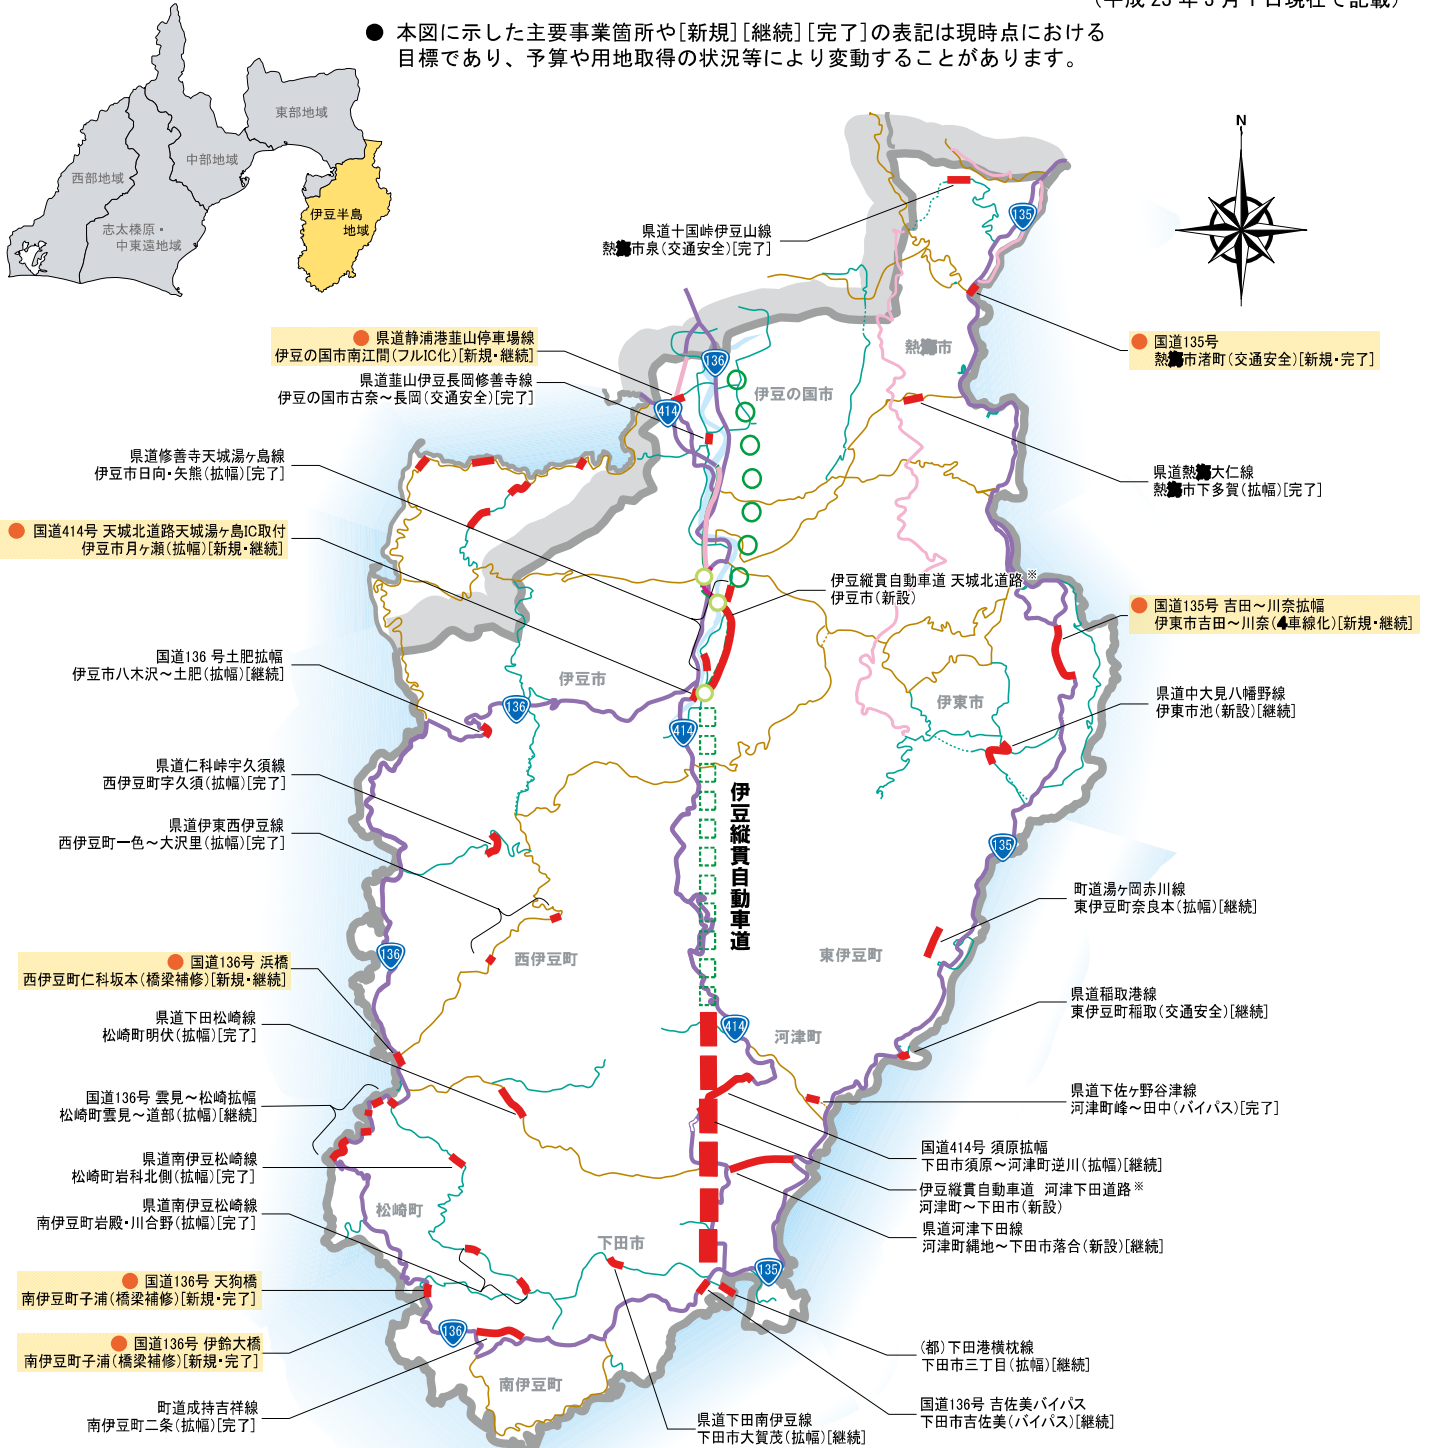 (平成 25 年 3 月 1 日現在で記載)
● 本図に示した主要事業箇所や[新規][継続][完了]の表記は現時点における
目標であり、予算や用地取得の状況等により変動することがあります。
東部地域
中部地域
西部地域
志太榛原・
中東遠地域
伊豆半島
地域
N
県道十国峠伊豆山線
熱海市泉(交通安全)[完了]
135
国道135号
熱海市渚町(交通安全)[新規・完了]
県道静浦港韮山停車場線
伊豆の国市南江間(フルIC化)[新規・継続]
県道韮山伊豆長岡修善寺線
伊豆の国市古奈～長岡(交通安全)[完了]
136
414
熱海市
伊豆の国市
県道修善寺天城湯ヶ島線
伊豆市日向・矢熊(拡幅)[完了]
県道熱海大仁線
熱海市下多賀(拡幅)[完了]
国道414号 天城北道路天城湯ヶ島IC取付
伊豆市月ヶ瀬(拡幅)[新規・継続]
伊豆縦貫自動車道 天城北道路※
伊豆市(新設)
国道135号 吉田～川奈拡幅
伊東市吉田～川奈(4車線化)[新規・継続]
国道136 号土肥拡幅
伊豆市八木沢～土肥(拡幅)[継続]
伊豆市
136
414
伊東市
県道中大見八幡野線
伊東市池(新設)[継続]
県道仁科峠宇久須線
西伊豆町宇久須(拡幅)[完了]
伊豆縦貫自動車道
県道伊東西伊豆線
西伊豆町一色～大沢里(拡幅)[完了]
135
町道湯ヶ岡赤川線
東伊豆町奈良本(拡幅)[継続]
136
西伊豆町
東伊豆町
国道136号 浜橋
西伊豆町仁科坂本(橋梁補修)[新規・継続]
県道稲取港線
東伊豆町稲取(交通安全)[継続]
県道下田松崎線
松崎町明伏(拡幅)[完了]
414
河津町
国道136号 雲見～松崎拡幅
松崎町雲見～道部(拡幅)[継続]
県道下佐ヶ野谷津線
河津町峰～田中(バイパス)[完了]
国道414号 須原拡幅
下田市須原～河津町逆川(拡幅)[継続]
県道南伊豆松崎線
松崎町岩科北側(拡幅)[完了]
伊豆縦貫自動車道 河津下田道路※
河津町～下田市(新設)
県道南伊豆松崎線
南伊豆町岩殿・川合野(拡幅)[完了]
松崎町
下田市
県道河津下田線
河津町縄地～下田市落合(新設)[継続]
国道136号 天狗橋
南伊豆町子浦(橋梁補修)[新規・完了]
135
国道136号 伊鈴大橋
南伊豆町子浦(橋梁補修)[新規・完了]
136
(都)下田港横枕線
下田市三丁目(拡幅)[継続]
南伊豆町
町道成持吉祥線
南伊豆町二条(拡幅)[完了]
国道136号 吉佐美バイパス
下田市吉佐美(バイパス)[継続]
県道下田南伊豆線
下田市大賀茂(拡幅)[継続]